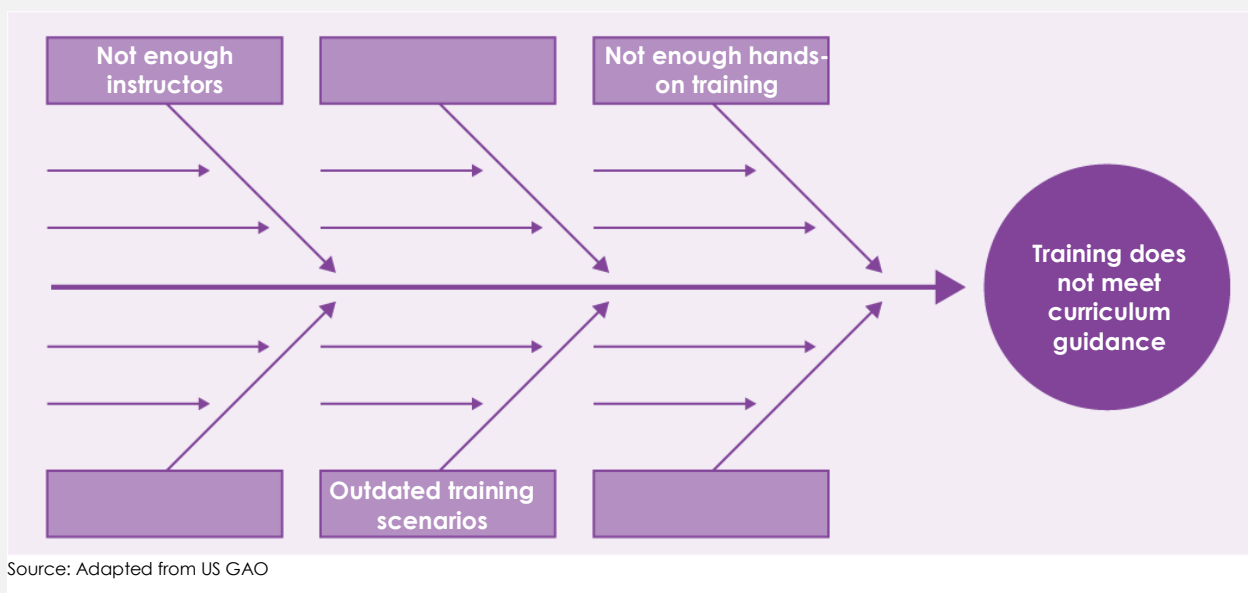 Not enough
instructors
Not enough hands-
on training
Training does
not meet
curriculum
guidance
Outdated training
scenarios
Source: Adapted from US GAO